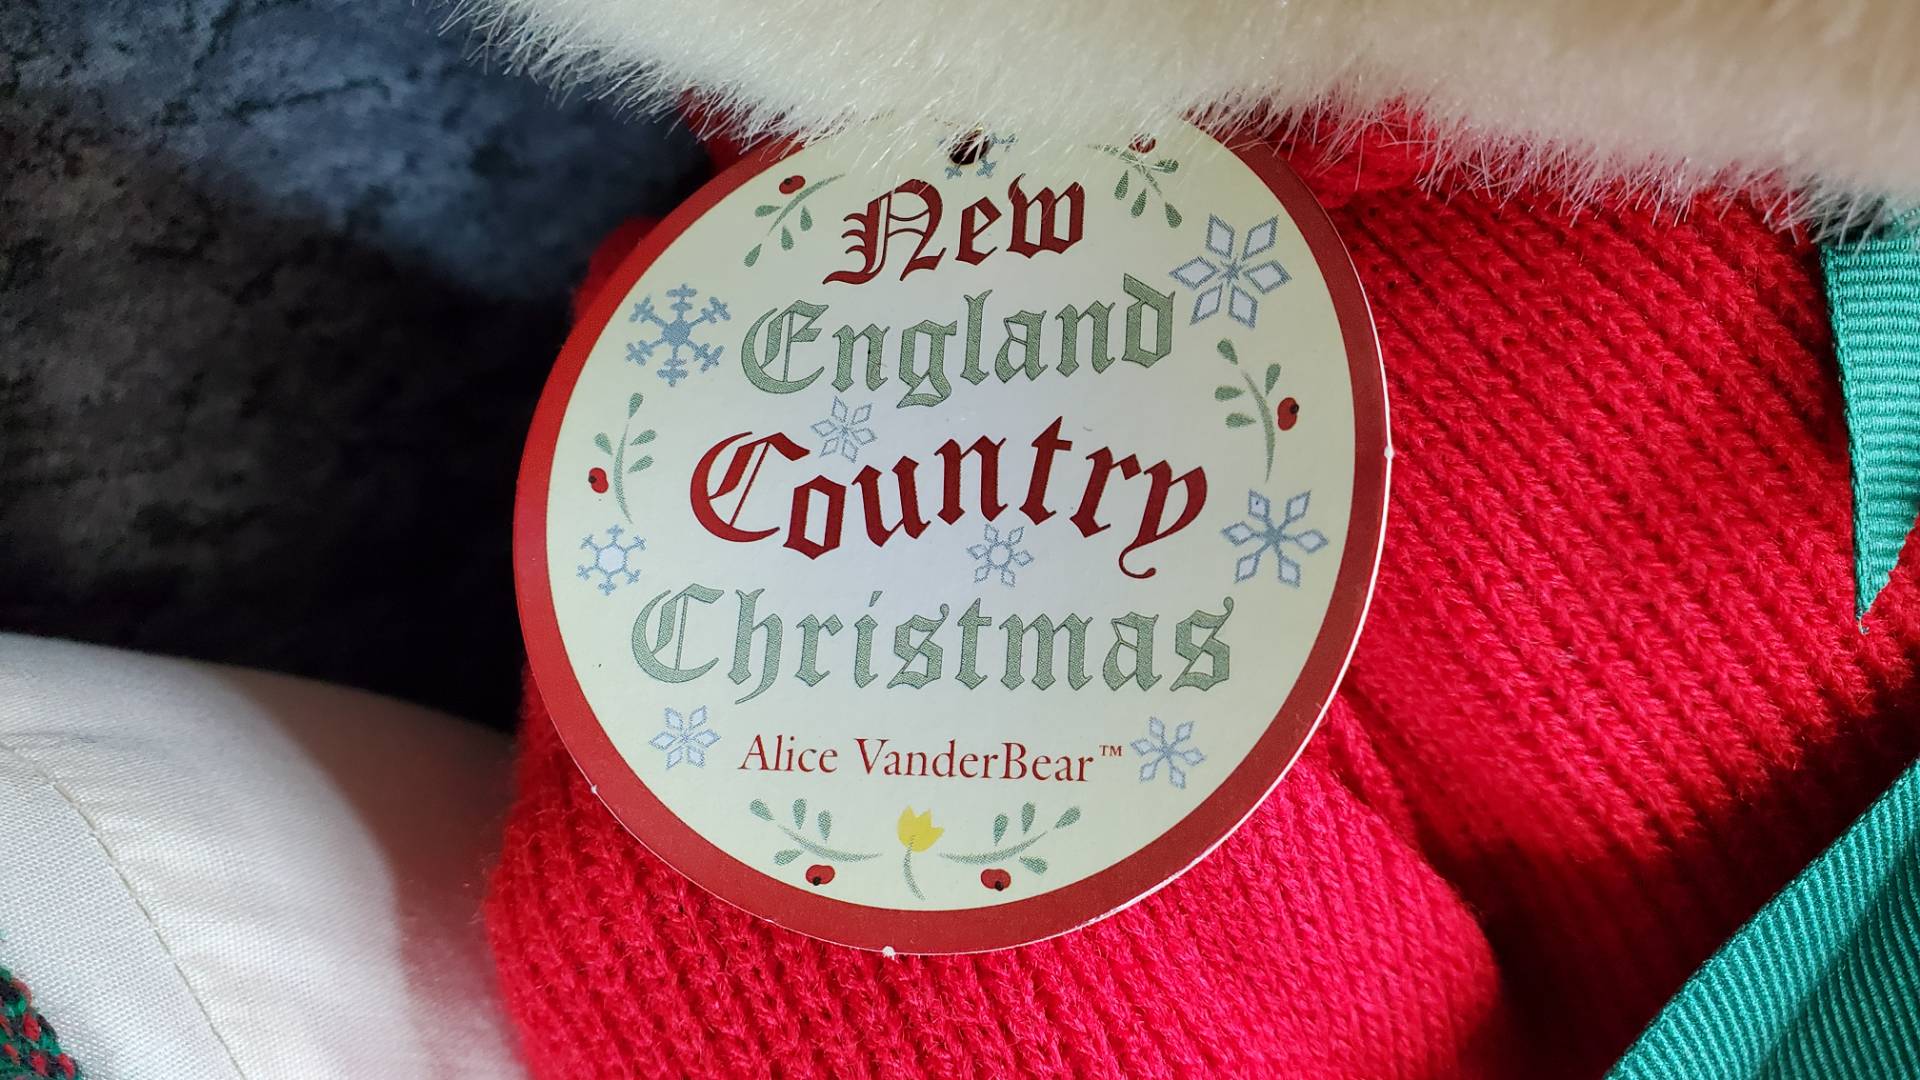 New
England
Country
Christmas
Alice VanderBear™